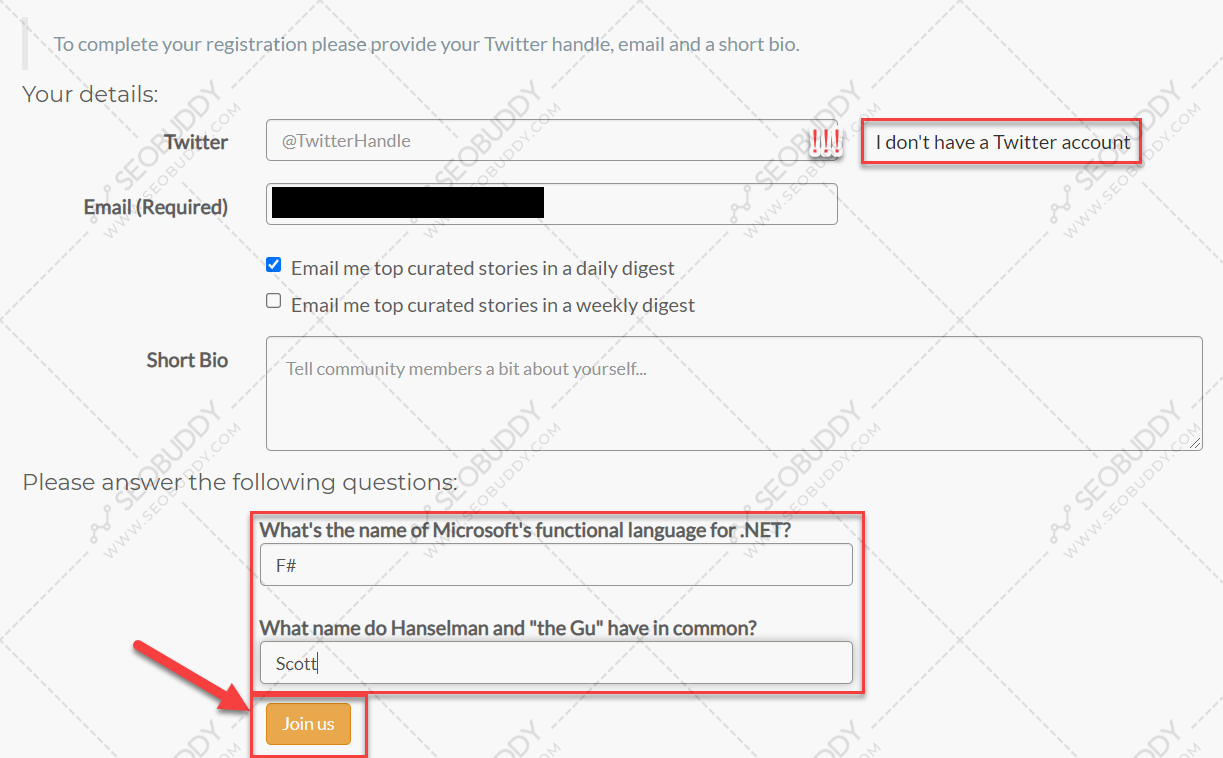 To complete your registration please provide your Twitter handle, email and a short bio.
Your details:
Twitter
@TwitterHandle
!!!
I don't have a Twitter account
Email (Required)
Email me top curated stories in a daily digest
Email me top curated stories in a weekly digest
Short Bio
Tell community members a bit about yourself...
Please answer the following questions:
What's the name of Microsoft's functional language for .NET?
F#
What name do Hanselman and "the Gu" have in common?
Scott
Join us
SEOBUDDY
WWW.SEOBUDDY.COM